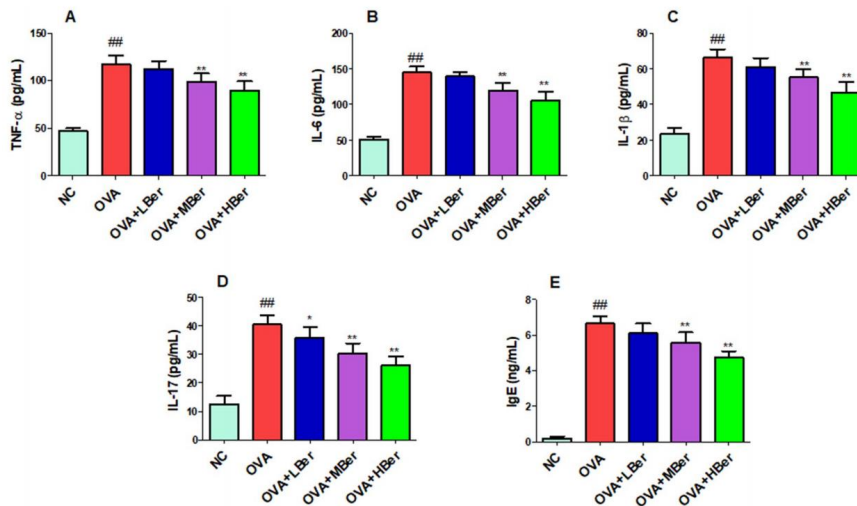 A
TNF-α (pg/mL)
150
100
50
0
##
**
**
NC
OVA
OVA+LBer
OVA+MBer
OVA+HBer
B
IL-6 (pg/mL)
200
150
100
50
0
##
**
**
NC
OVA
OVA+LBer
OVA+MBer
OVA+HBer
C
IL-1β (pg/mL)
80
60
40
20
0
##
**
**
NC
OVA
OVA+LBer
OVA+MBer
OVA+HBer
D
IL-17 (pg/mL)
50
40
30
20
10
0
##
*
**
**
NC
OVA
OVA+LBer
OVA+MBer
OVA+HBer
E
IgE (ng/mL)
8
6
4
2
0
##
**
**
NC
OVA
OVA+LBer
OVA+MBer
OVA+HBer